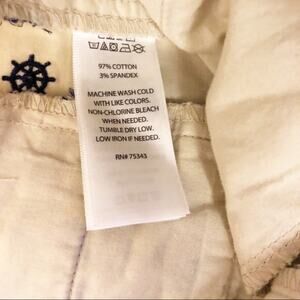 97% COTTON
3% SPANDEX
MACHINE WASH COLD
WITH LIKE COLORS.
NON-CHLORINE BLEACH
WHEN NEEDED.
TUMBLE DRY LOW.
LOW IRON IF NEEDED.
RN# 75343